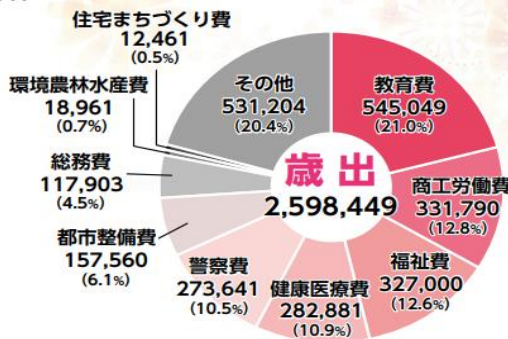 住宅まちづくり費
12,461
(0.5%)
環境農林水産費
18,961
(0.7%)
総務費
117,903
(4.5%)
都市整備費
157,560
(6.1%)
警察費
273,641
(10.5%)
健康医療費
282,881
(10.9%)
福祉費
327,000
(12.6%)
商工労働費
331,790
(12.8%)
教育費
545,049
(21.0%)
その他
531,204
(20.4%)
歳出
2,598,449